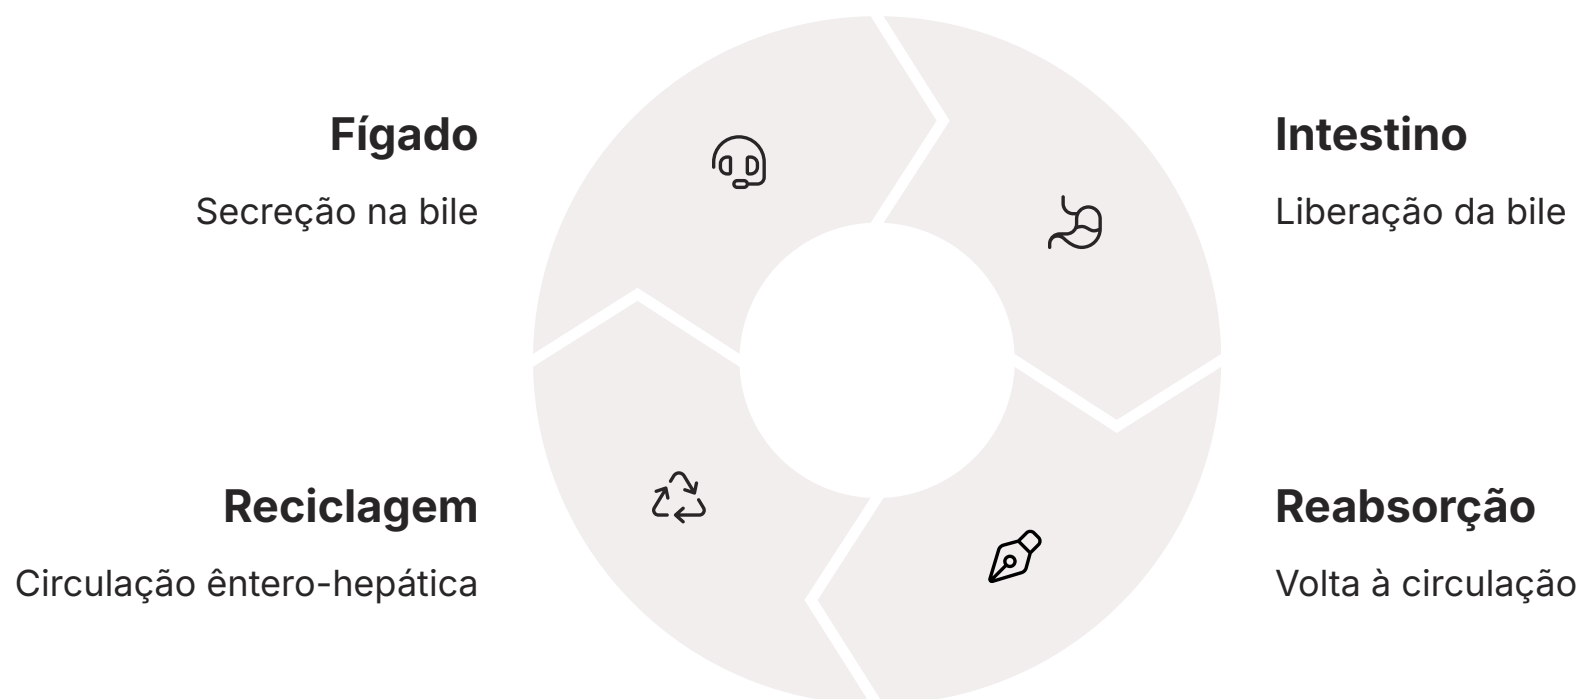 Fígado
Secreção na bile
Intestino
Liberação da bile
Reciclagem
Circulação êntero-hepática
Reabsorção
Volta à circulação